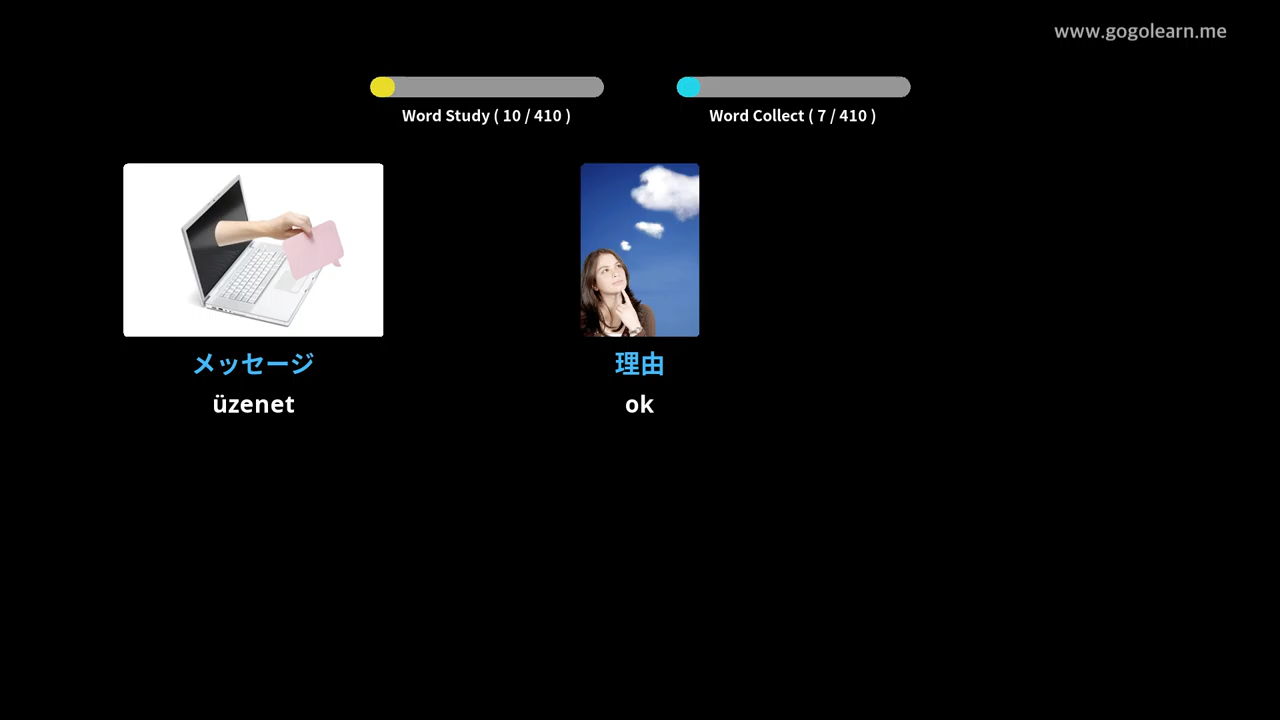 www.gogolearn.me
Word Study ( 10 / 410 )
Word Collect ( 7 / 410 )
メッセージ
üzenet
理由
ok